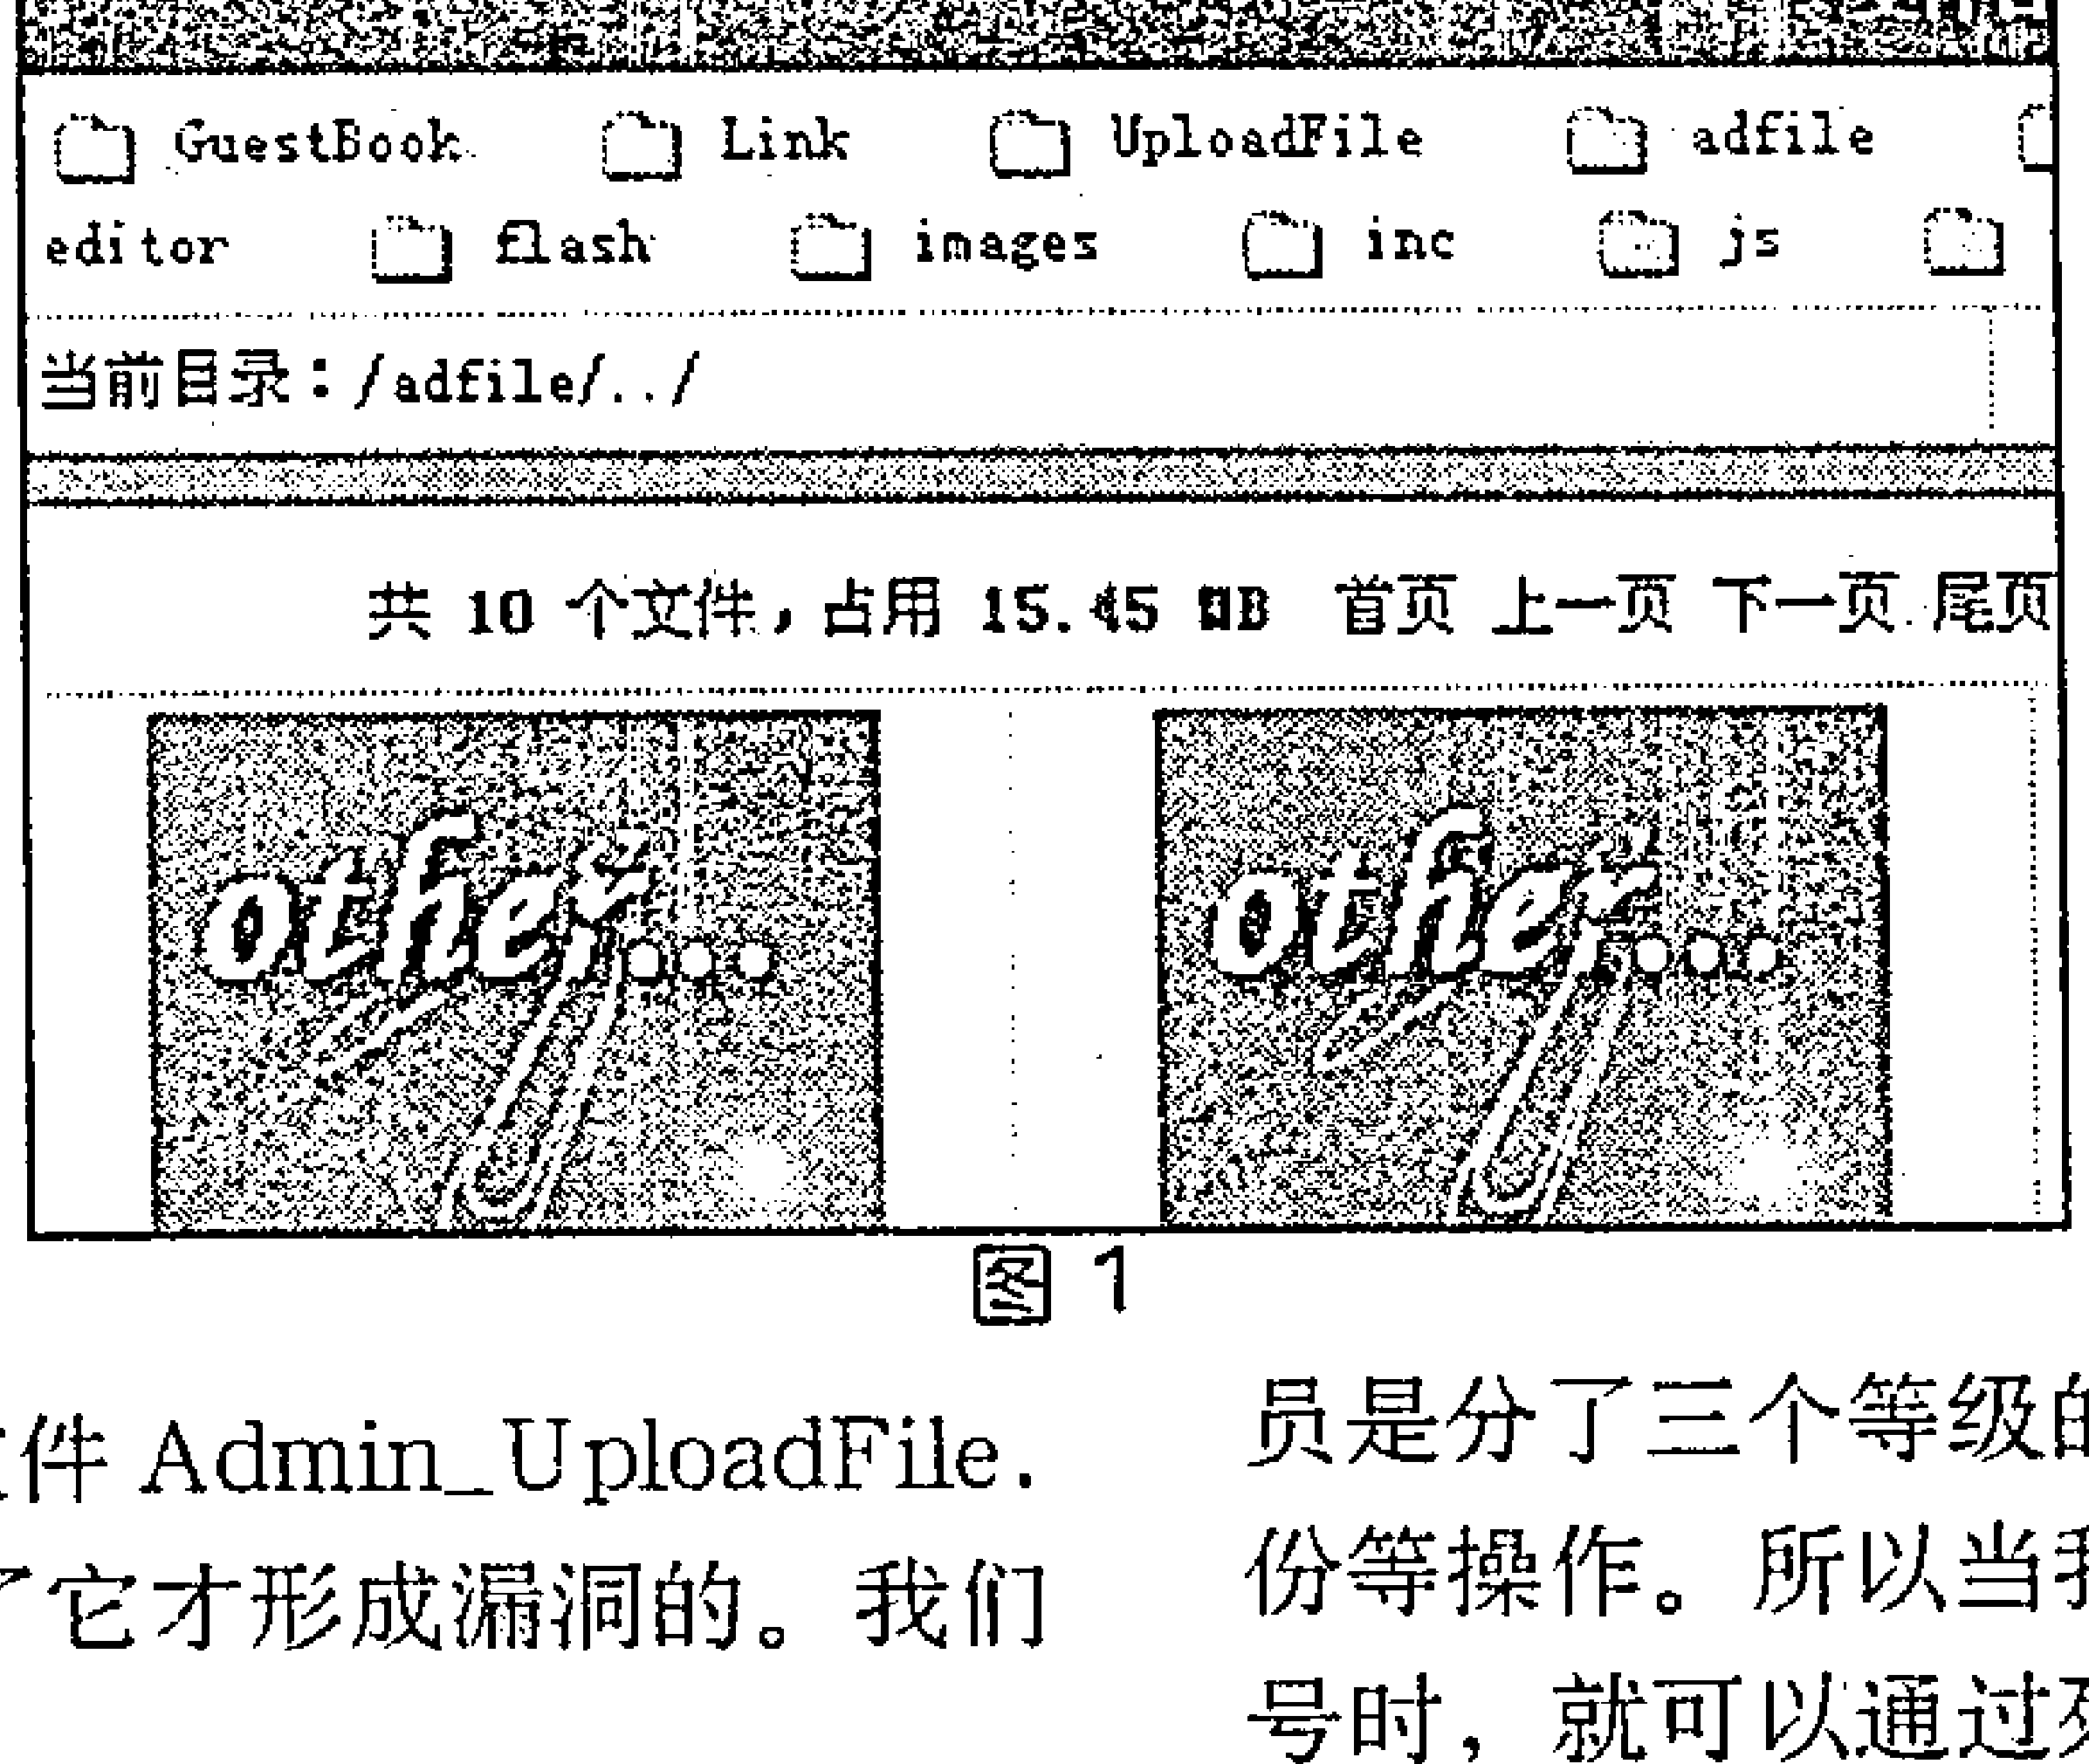 GuestBook Link UploadFile adfile
editor flash images inc js
当前目录：/adfile/../
共 10 个文件，占用 15.45 MB 首页 上一页 下一页 尾页
other... other...
图 1
件 Admin_UploadFile.
了它才形成漏洞的。我们
员是分了三个等级的
份等操作。所以当我
号时，就可以通过列